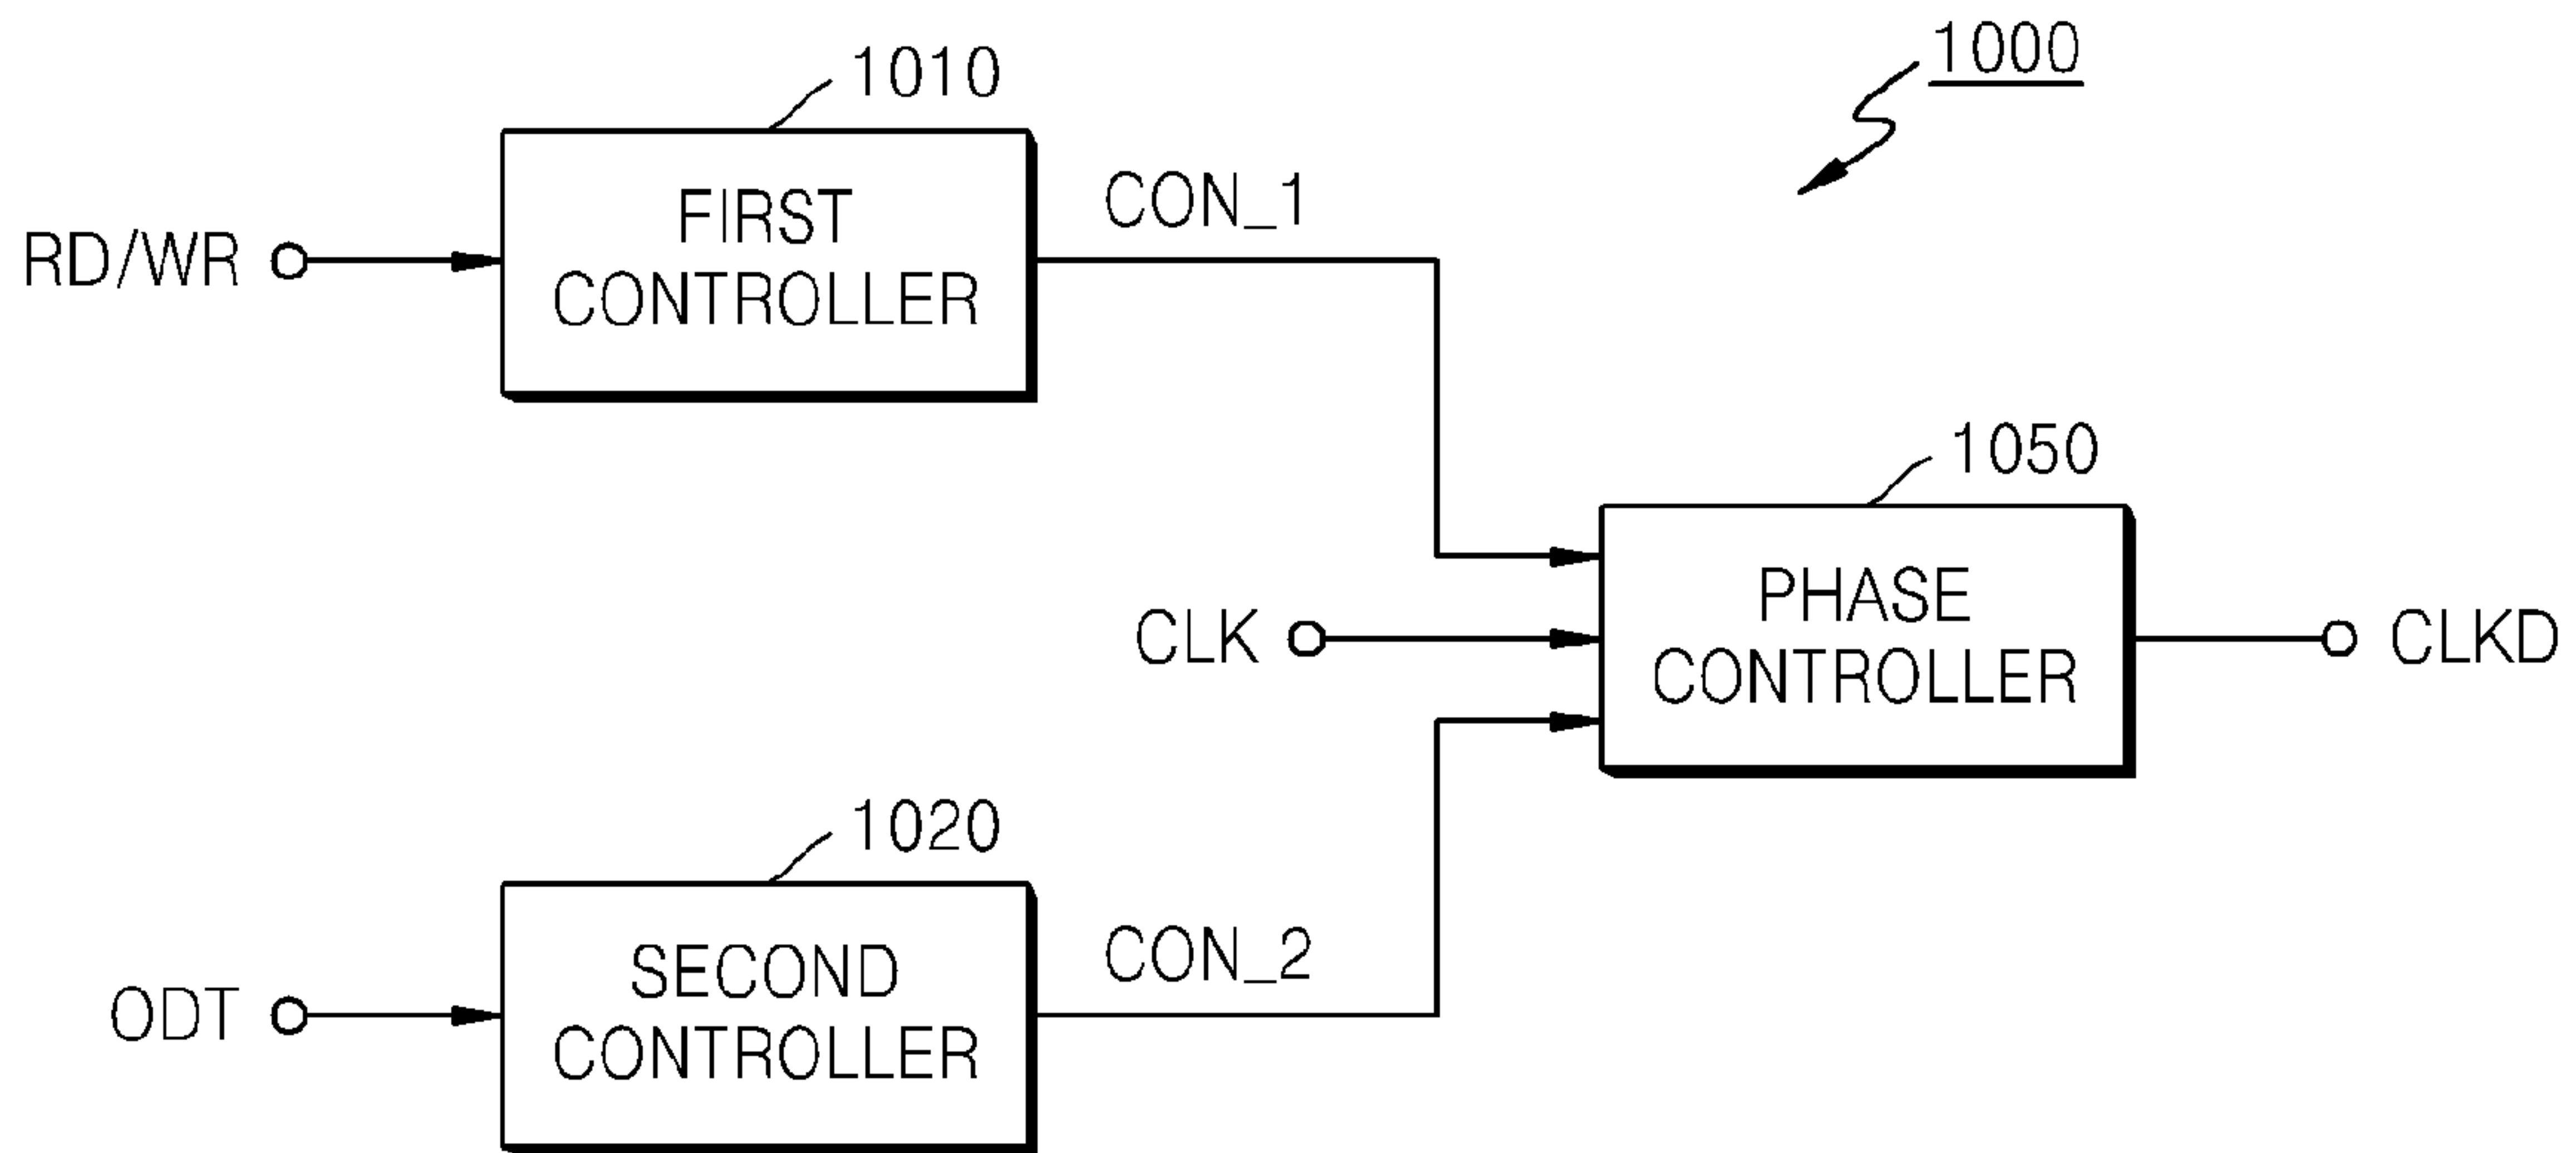 1000
1010
FIRST
CONTROLLER
RD/WR
CON_1
1050
PHASE
CONTROLLER
CLK
CLKD
1020
SECOND
CONTROLLER
ODT
CON_2